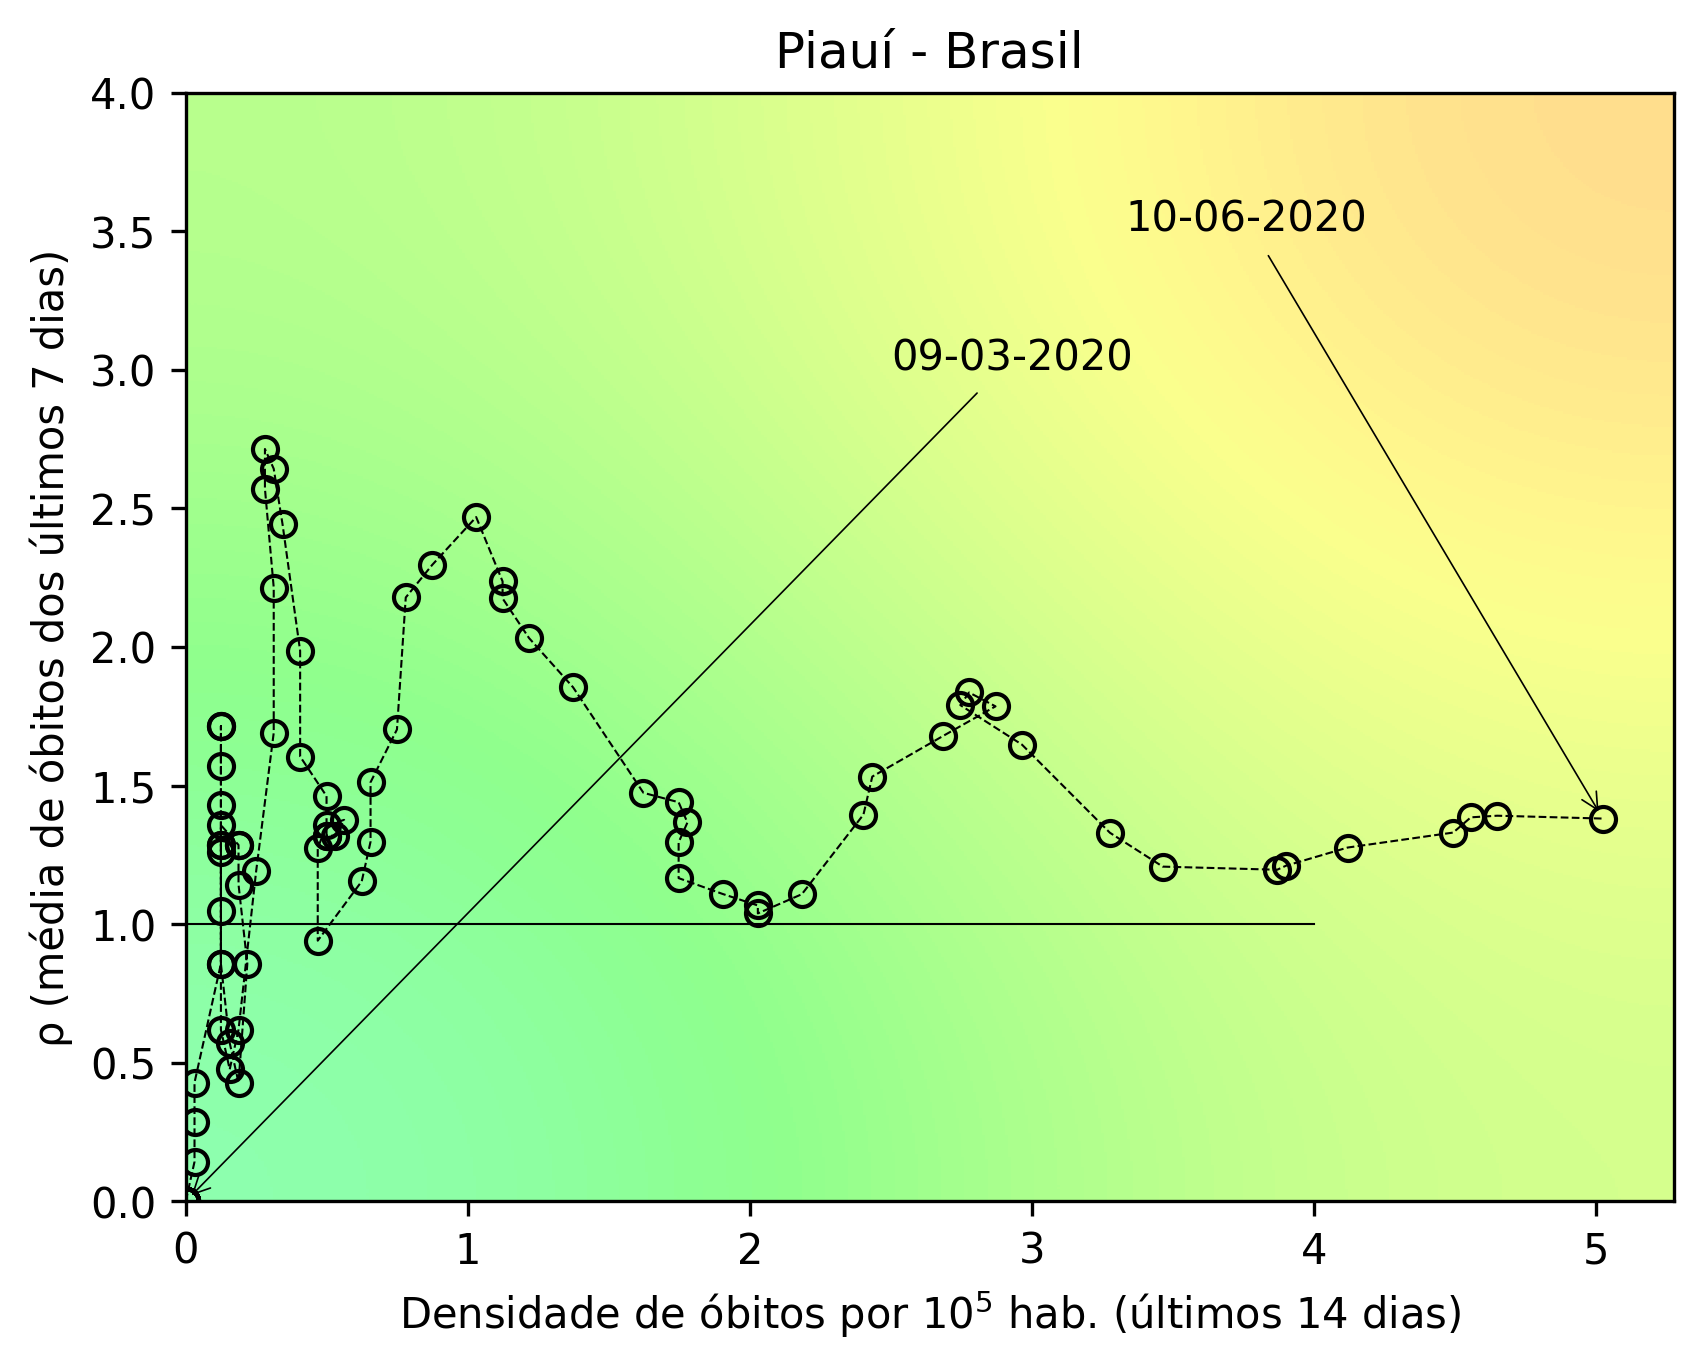 Piauí - Brasil
4.0
3.5
3.0
2.5
2.0
1.5
1.0
0.5
0.0
ρ (média de óbitos dos últimos 7 dias)
10-06-2020
09-03-2020
0 1 2 3 4 5
Densidade de óbitos por 10⁵ hab. (últimos 14 dias)